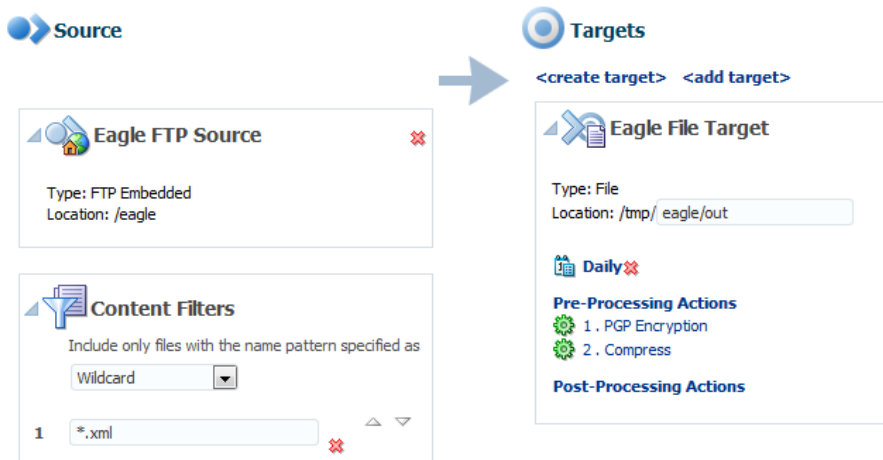 Source
Eagle FTP Source
Type: FTP Embedded
Location: /eagle
Content Filters
Include only files with the name pattern specified as
Wildcard
1 *.xml
Targets
<create target> <add target>
Eagle File Target
Type: File
Location: /tmp/ eagle/out
Daily
Pre-Processing Actions
1 . PGP Encryption
2 . Compress
Post-Processing Actions